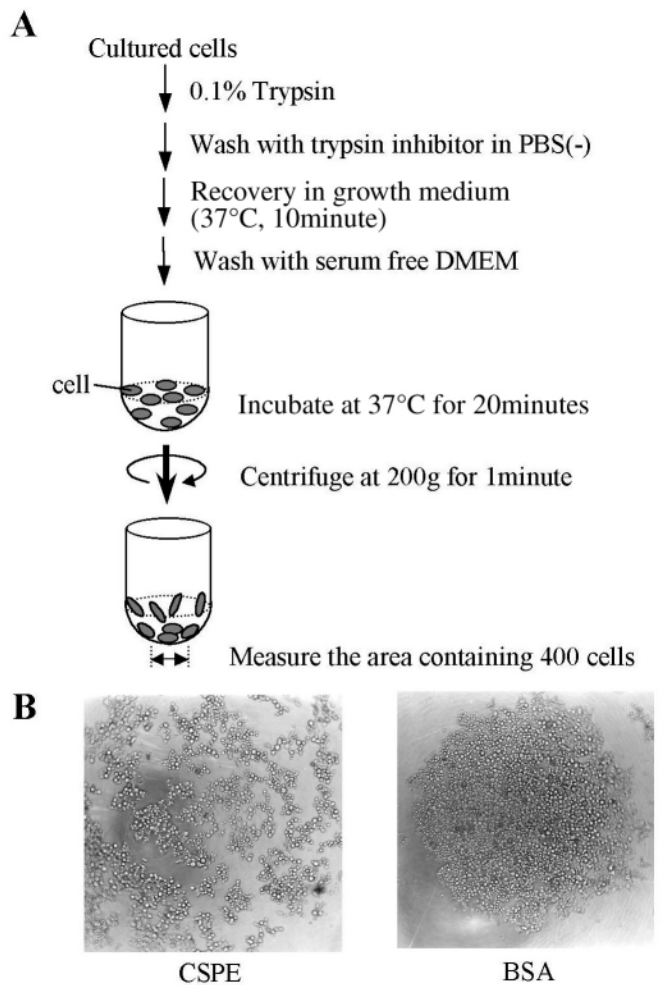 A
Cultured cells
0.1% Trypsin
Wash with trypsin inhibitor in PBS(-)
Recovery in growth medium
(37°C, 10minute)
Wash with serum free DMEM
cell
Incubate at 37°C for 20minutes
Centrifuge at 200g for 1minute
Measure the area containing 400 cells
B
CSPE
BSA